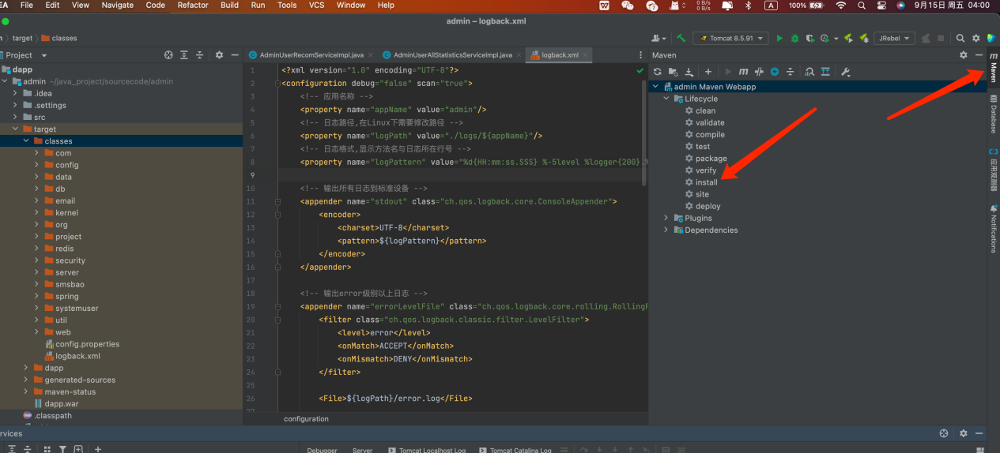 EA File Edit View Navigate Code Refactor Build Run Tools VCS Window Help 0 B/s 0 B/s A 100% 9月15日 周五 04:00
admin – logback.xml
target classes Tomcat 8.5.91 JRebel
Project AdminUserRecomServiceImpl.java AdminUserAllStatisticsServiceImpl.java logback.xml Maven
dapp
admin ~/java_project/sourcecode/admin
.idea
.settings
src
target
classes
com
config
data
db
email
kernel
org
project
redis
security
server
smsbao
spring
systemuser
util
web
config.properties
logback.xml
dapp
generated-sources
maven-status
dapp.war
.classpath
1 <?xml version="1.0" encoding="UTF-8"?>
2 <configuration debug="false" scan="true">
3 <!-- 应用名称 -->
4 <property name="appName" value="admin"/>
5 <!-- 日志路径,在Linux下需要修改路径 -->
6 <property name="logPath" value="./logs/${appName}"/>
7 <!-- 日志格式,显示方法名与日志所在行号 -->
8 <property name="logPattern" value="%d{HH:mm:ss.SSS} %-5level %logger{200}.%
9
10 <!-- 输出所有日志到标准设备 -->
11 <appender name="stdout" class="ch.qos.logback.core.ConsoleAppender">
12 <encoder>
13 <charset>UTF-8</charset>
14 <pattern>${logPattern}</pattern>
15 </encoder>
16 </appender>
17
18 <!-- 输出error级别以上日志 -->
19 <appender name="errorLevelFile" class="ch.qos.logback.core.rolling.RollingF
20 <filter class="ch.qos.logback.classic.filter.LevelFilter">
21 <level>error</level>
22 <onMatch>ACCEPT</onMatch>
23 <onMismatch>DENY</onMismatch>
24 </filter>
25
26 <File>${logPath}/error.log</File>
27
configuration
admin Maven Webapp
Lifecycle
clean
validate
compile
test
package
verify
install
site
deploy
Plugins
Dependencies
m
Maven
Database
应用观测器
Notifications
rvices
Debugger Server Tomcat Localhost Log Tomcat Catalina Log